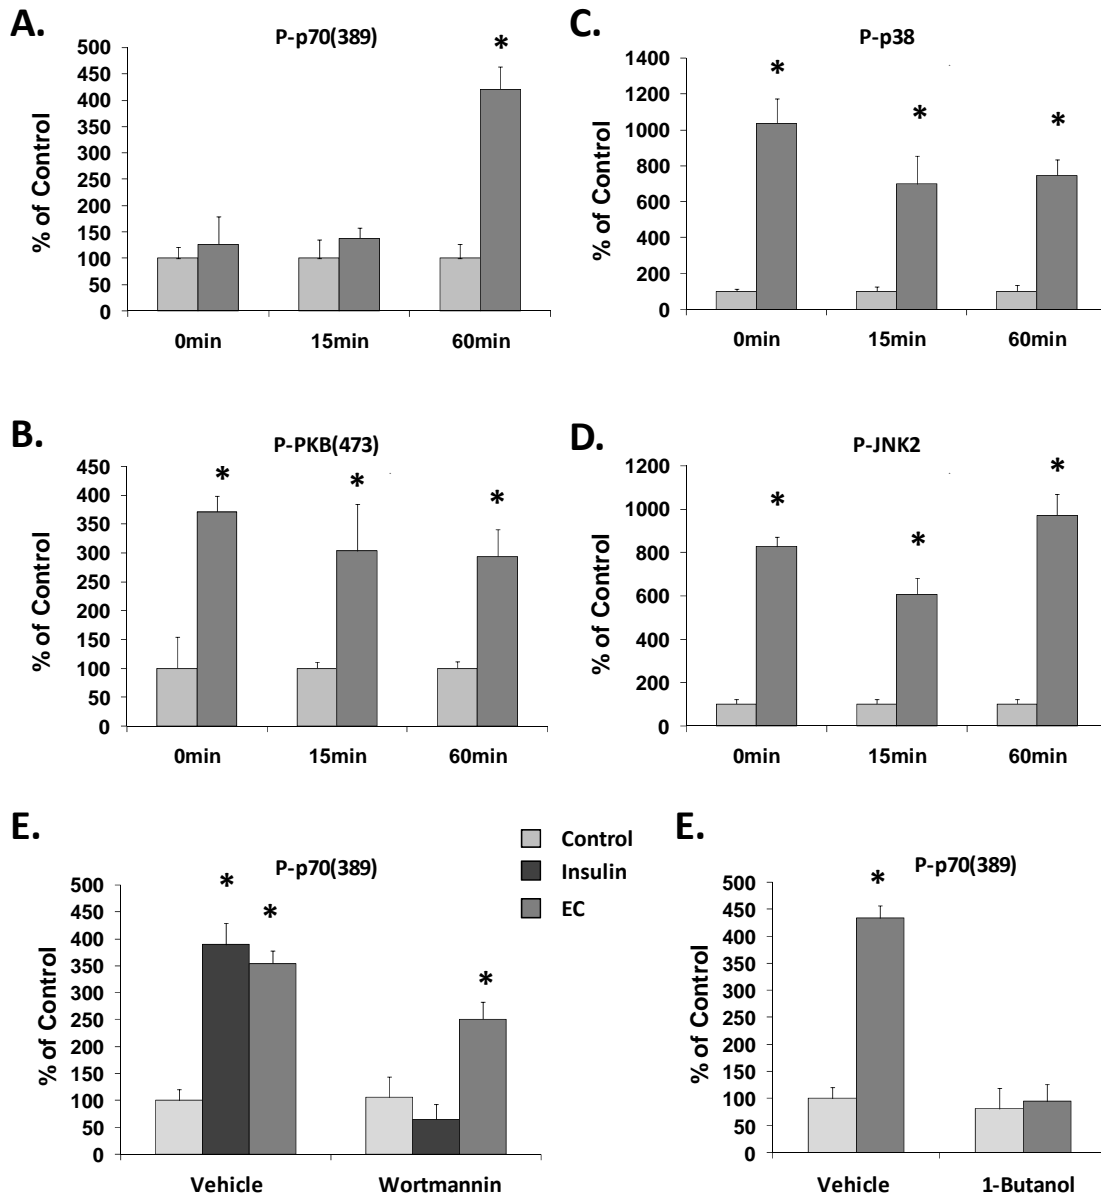 A.
P-p70(389)
% of Control
500
450
400
350
300
250
200
150
100
50
0
*
0min 15min 60min
C.
P-p38
% of Control
1400
1200
1000
800
600
400
200
0
* * *
0min 15min 60min
B.
P-PKB(473)
% of Control
450
400
350
300
250
200
150
100
50
0
* * *
0min 15min 60min
D.
P-JNK2
% of Control
1200
1000
800
600
400
200
0
* * *
0min 15min 60min
E.
P-p70(389)
% of Control
500
450
400
350
300
250
200
150
100
50
0
* * *
Vehicle Wortmannin
Control
Insulin
EC
E.
P-p70(389)
% of Control
500
450
400
350
300
250
200
150
100
50
0
*
Vehicle 1-Butanol